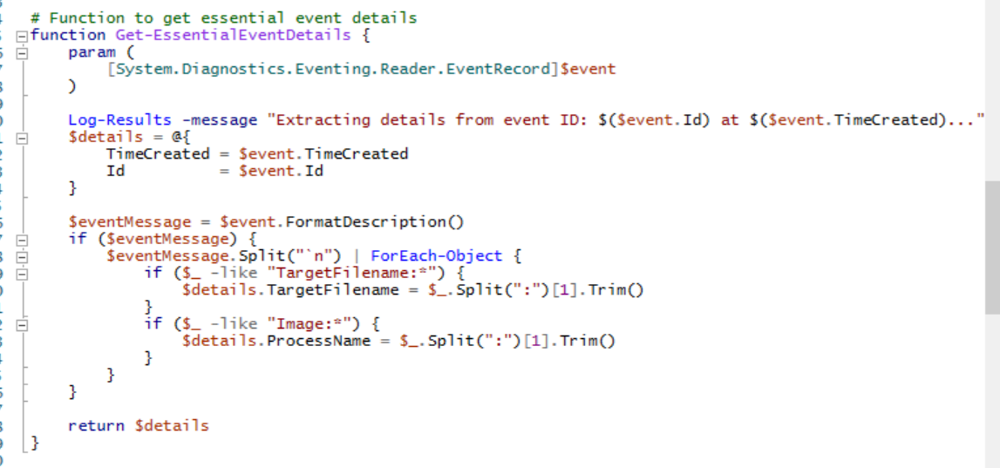 # Function to get essential event details
function Get-EssentialEventDetails {
    param (
        [System.Diagnostics.Eventing.Reader.EventRecord]$event
    )

    Log-Results -message "Extracting details from event ID: $($event.Id) at $($event.TimeCreated)..."
    $details = @{
        TimeCreated = $event.TimeCreated
        Id          = $event.Id
    }

    $eventMessage = $event.FormatDescription()
    if ($eventMessage) {
        $eventMessage.Split("`n") | ForEach-Object {
            if ($_ -like "TargetFilename:*") {
                $details.TargetFilename = $_.Split(":")[1].Trim()
            }
            if ($_ -like "Image:*") {
                $details.ProcessName = $_.Split(":")[1].Trim()
            }
        }
    }

    return $details
}